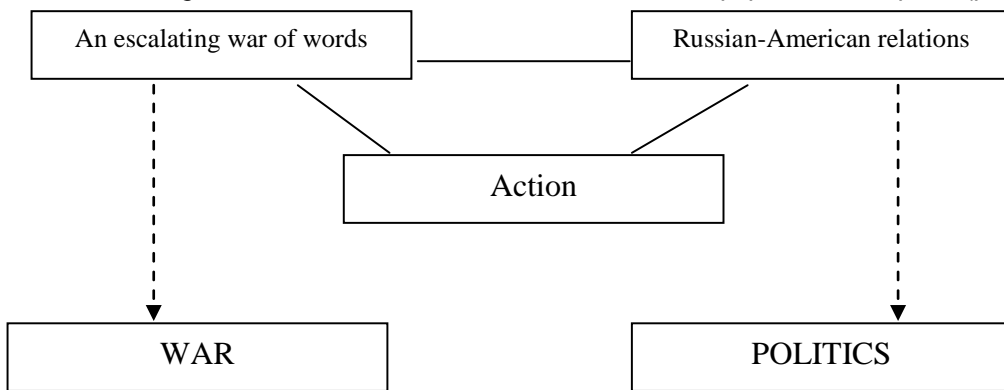 An escalating war of words
Russian-American relations
Action
WAR
POLITICS